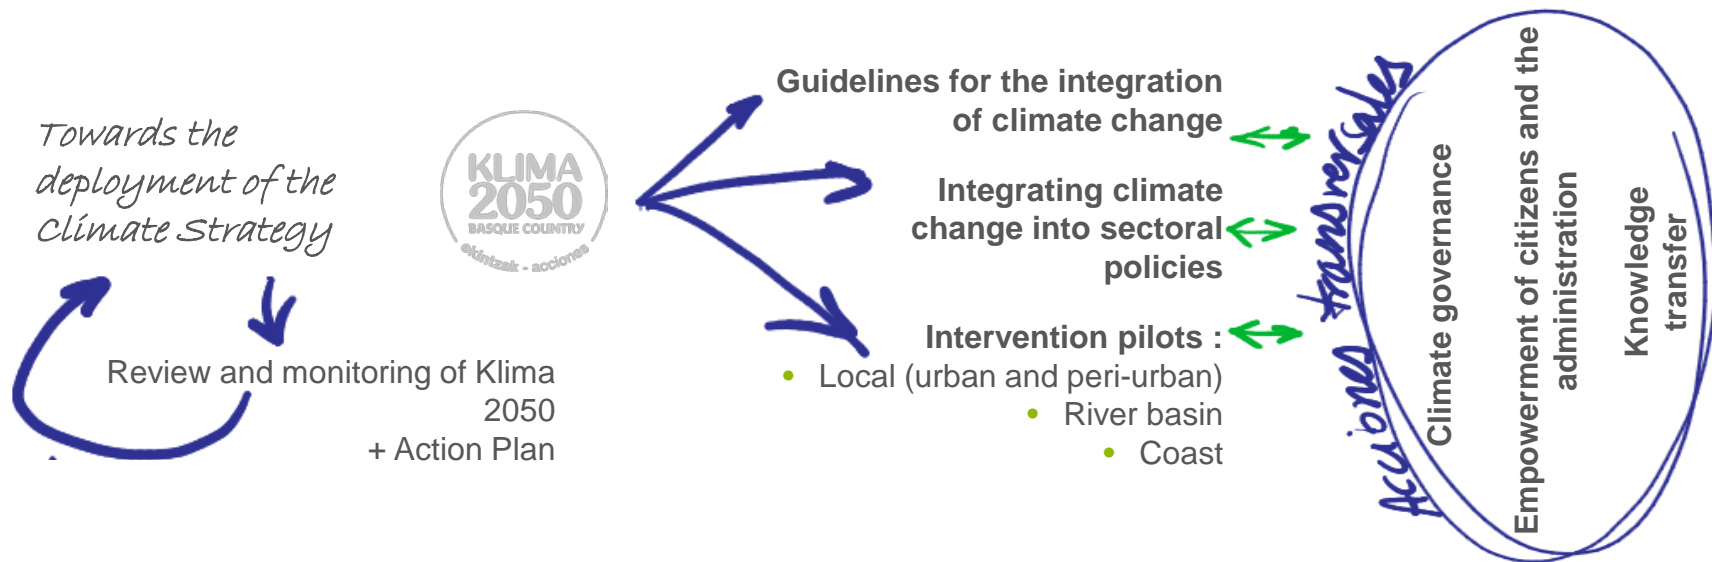 Towards the
deployment of the
Climate Strategy
Review and monitoring of Klima
2050
+ Action Plan
KLIMA
2050
BASQUE COUNTRY
ekintzak - acciones
Guidelines for the integration
of climate change
Integrating climate
change into sectoral
policies
Intervention pilots :
• Local (urban and peri-urban)
• River basin
• Coast
Acciones transversales
Climate governance
Empowerment of citizens and the
administration
Knowledge
transfer